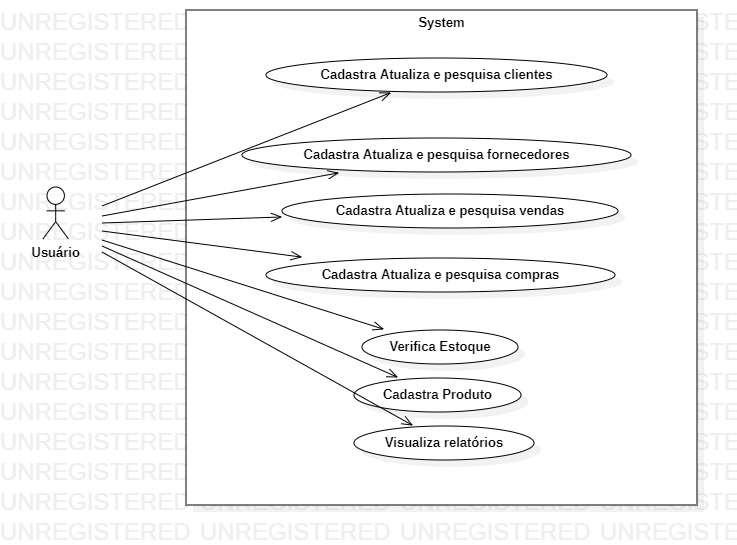 System
Cadastra Atualiza e pesquisa clientes
Cadastra Atualiza e pesquisa fornecedores
Cadastra Atualiza e pesquisa vendas
Usuário
Cadastra Atualiza e pesquisa compras
Verifica Estoque
Cadastra Produto
Visualiza relatórios
UNREGISTERED UNREGISTERED UNREGISTERED UNREGISTERED